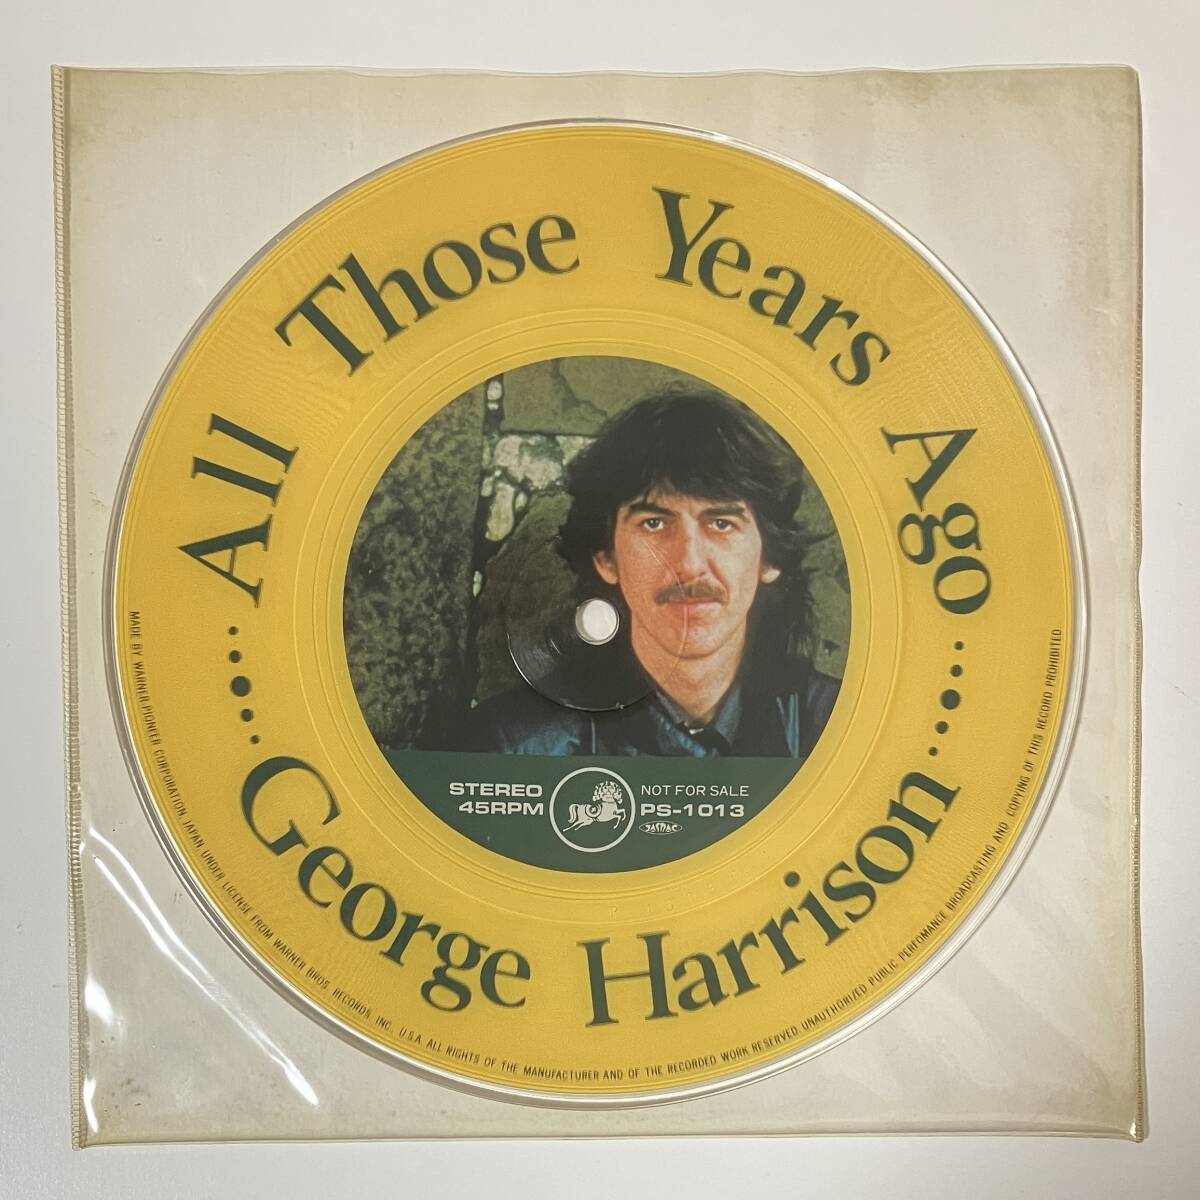 All Those Years Ago
George Harrison
STEREO
45RPM
NOT FOR SALE
PS-1013
JASRAC
MADE BY WARNER-PIONEER CORPORATION, JAPAN UNDER LICENSE FROM WARNER BROS. RECORDS, INC. U.S.A. ALL RIGHTS OF THE MANUFACTURER AND OF THE RECORDED WORK RESERVED. UNAUTHORIZED PUBLIC PERFOMANCE BROADCASTING AND COPYING OF THIS RECORD PROHIBITED.